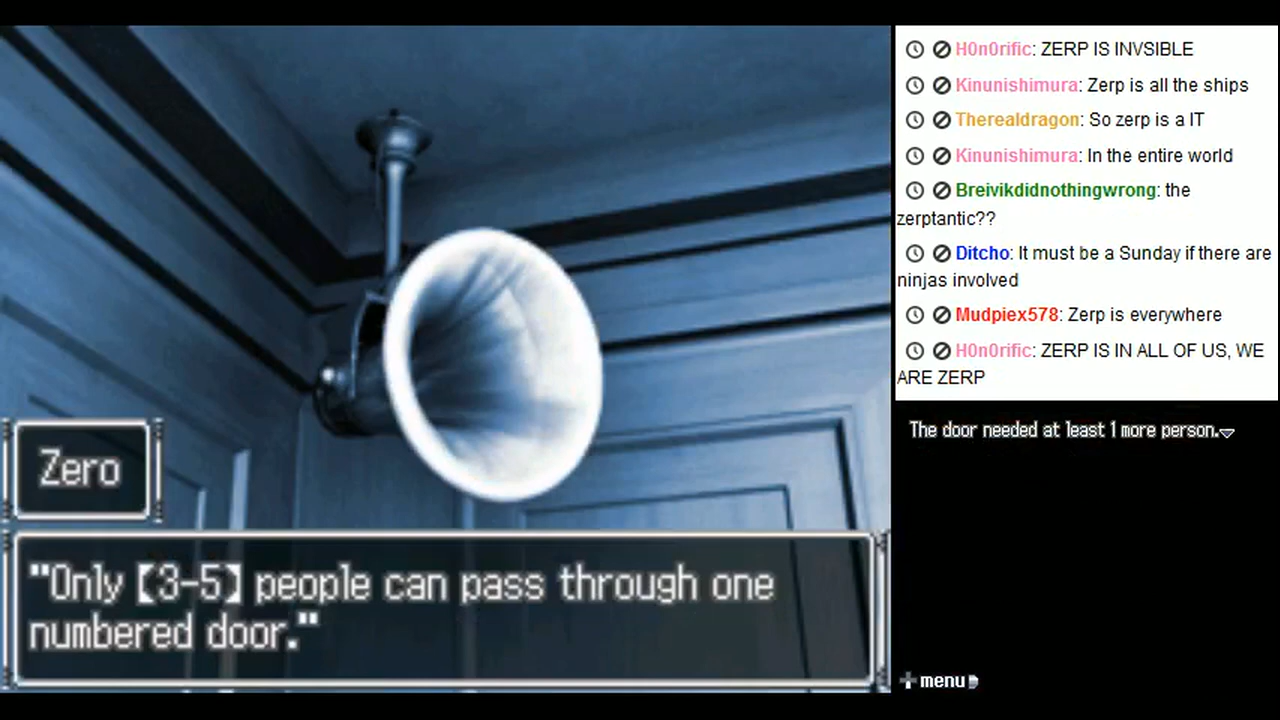 Zero
"Only【3-5】people can pass through one
numbered door."
H0n0rific: ZERP IS INVSIBLE
Kinunishimura: Zerp is all the ships
Therealdragon: So zerp is a IT
Kinunishimura: In the entire world
Breivikdidnothingwrong: the
zerptantic??
Ditcho: It must be a Sunday if there are
ninjas involved
Mudpiex578: Zerp is everywhere
H0n0rific: ZERP IS IN ALL OF US, WE
ARE ZERP
The door needed at least 1 more person.
menu